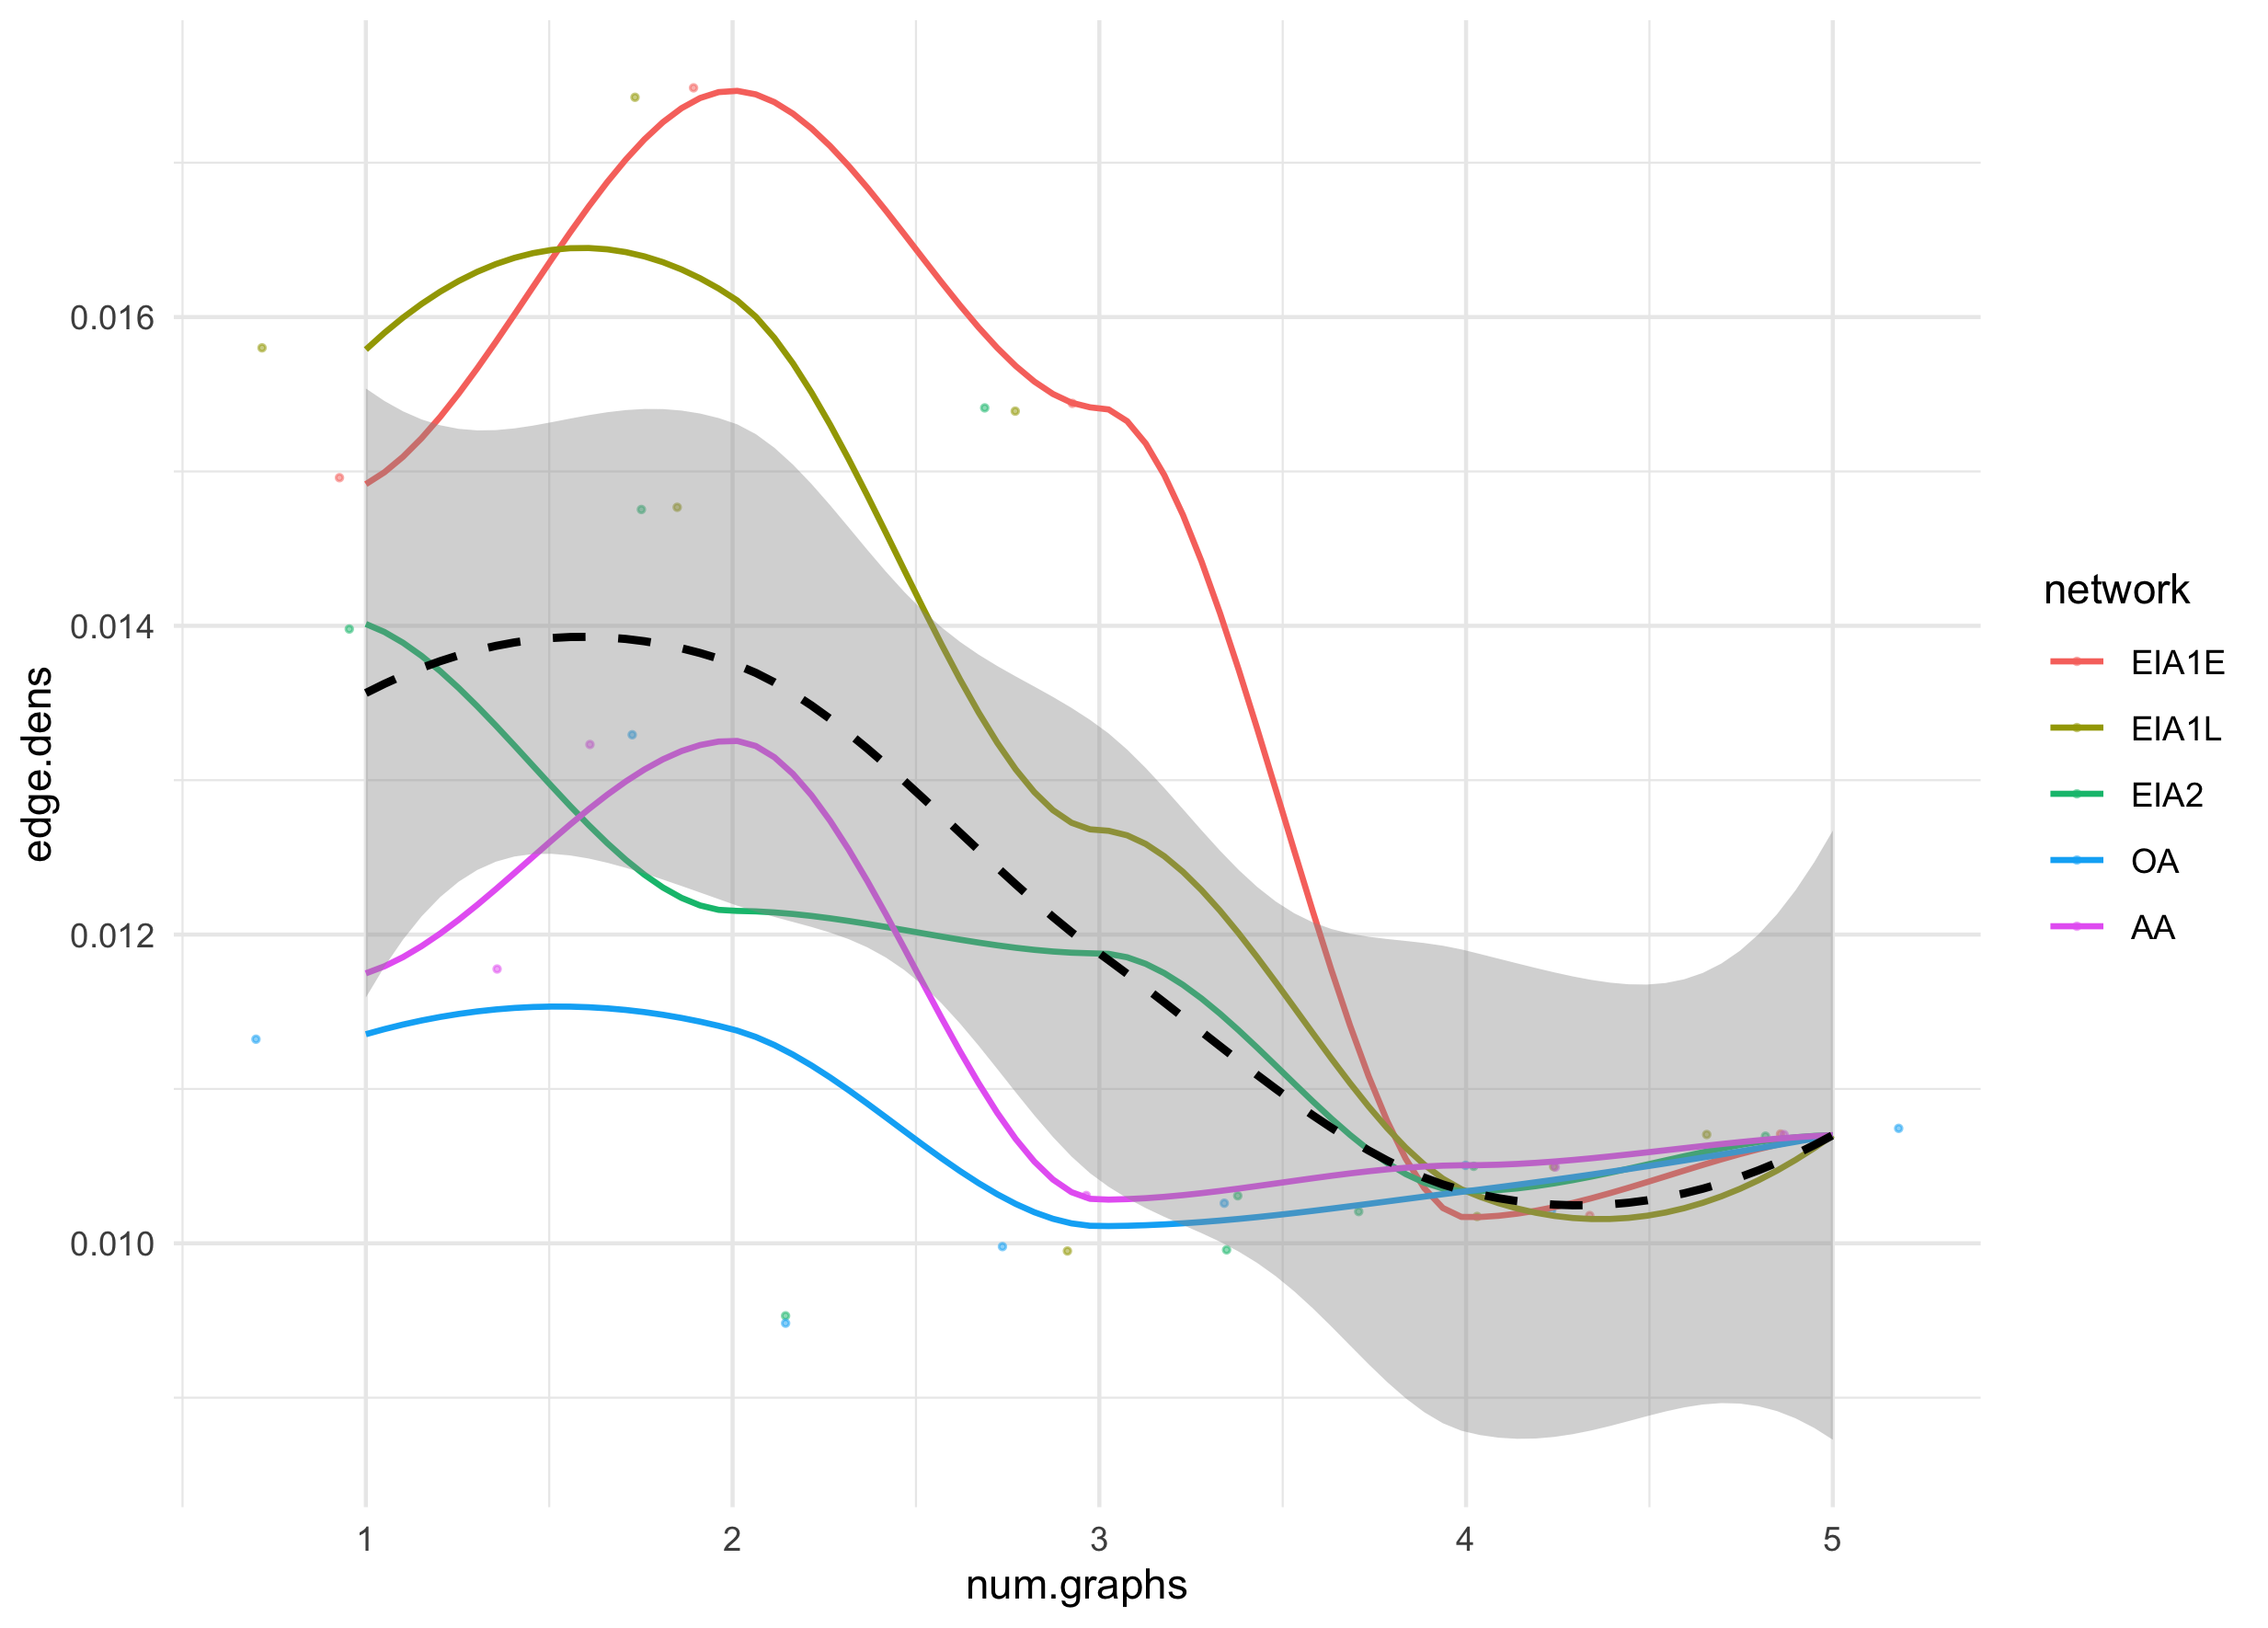 edge.dens
0.016
0.014
0.012
0.010
1 2 3 4 5
num.graphs
network
EIA1E
EIA1L
EIA2
OA
AA